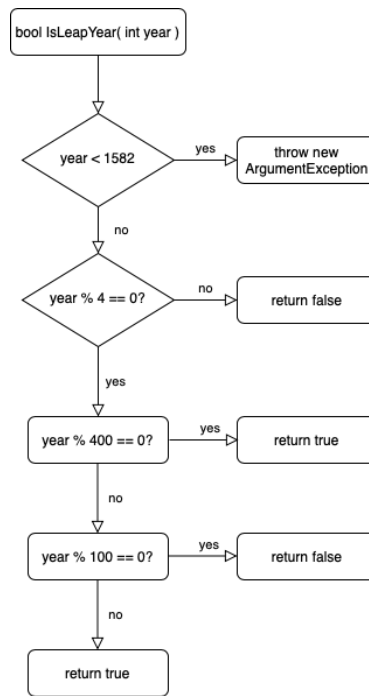 bool IsLeapYear( int year )
year < 1582
yes
throw new
ArgumentException
no
year % 4 == 0?
no
return false
yes
year % 400 == 0?
yes
return true
no
year % 100 == 0?
yes
return false
no
return true